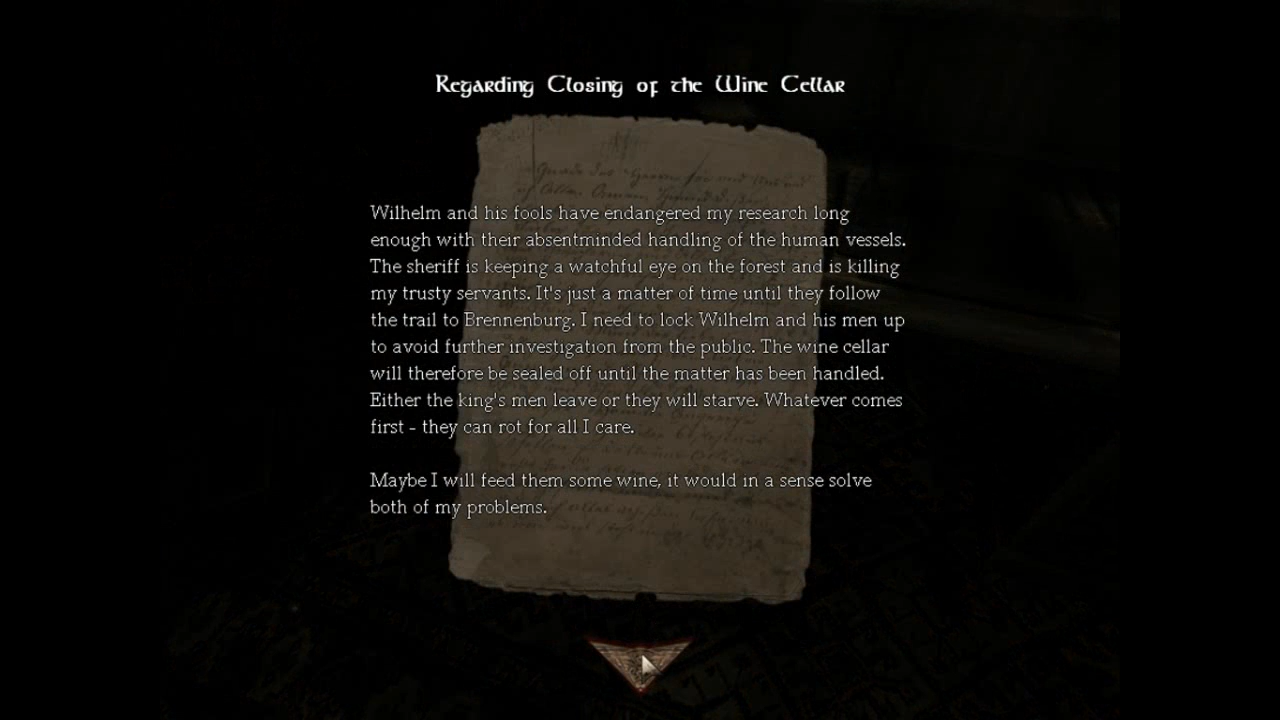 Regarding Closing of the Wine Cellar
Wilhelm and his fools have endangered my research long
enough with their absentminded handling of the human vessels.
The sheriff is keeping a watchful eye on the forest and is killing
my trusty servants. It's just a matter of time until they follow
the trail to Brennenburg. I need to lock Wilhelm and his men up
to avoid further investigation from the public. The wine cellar
will therefore be sealed off until the matter has been handled.
Either the king's men leave or they will starve. Whatever comes
first - they can rot for all I care.
Maybe I will feed them some wine, it would in a sense solve
both of my problems.